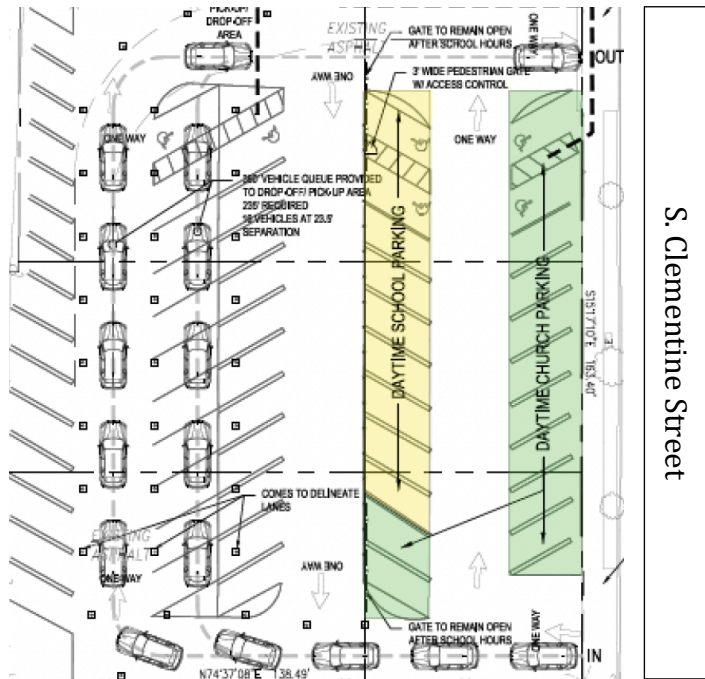 PICK-UP/
DROP-OFF
AREA
EXISTING
ASPHALT
ONE WAY
GATE TO REMAIN OPEN
AFTER SCHOOL HOURS
ONE WAY
OUT
3' WIDE PEDESTRIAN GATE
W/ ACCESS CONTROL
ONE WAY
ONE WAY
VEHICLE QUEUE PROVIDED
TO DROP-OFF/ PICK-UP AREA
235' REQUIRED
VEHICLES AT 23.5'
SEPARATION
DAYTIME SCHOOL PARKING
DAYTIME CHURCH PARKING
S15°17'10"E 163.40'
S. Clementine Street
CONES TO DELINEATE
LANES
EXISTING
ASPHALT
ONE-WAY
ONE WAY
GATE TO REMAIN OPEN
AFTER SCHOOL HOURS
ONE WAY
IN
N74°37'08"E 138.49'